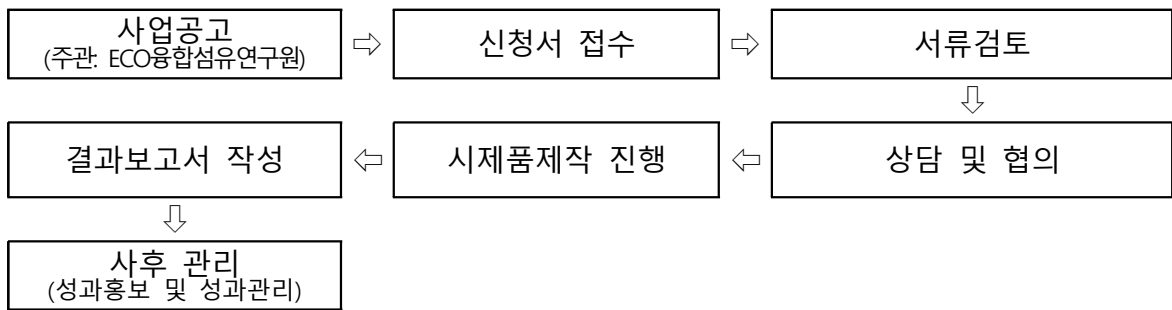 사업공고
(주관: ECO융합섬유연구원)
신청서 접수
서류검토
상담 및 협의
시제품제작 진행
결과보고서 작성
사후 관리
(성과홍보 및 성과관리)